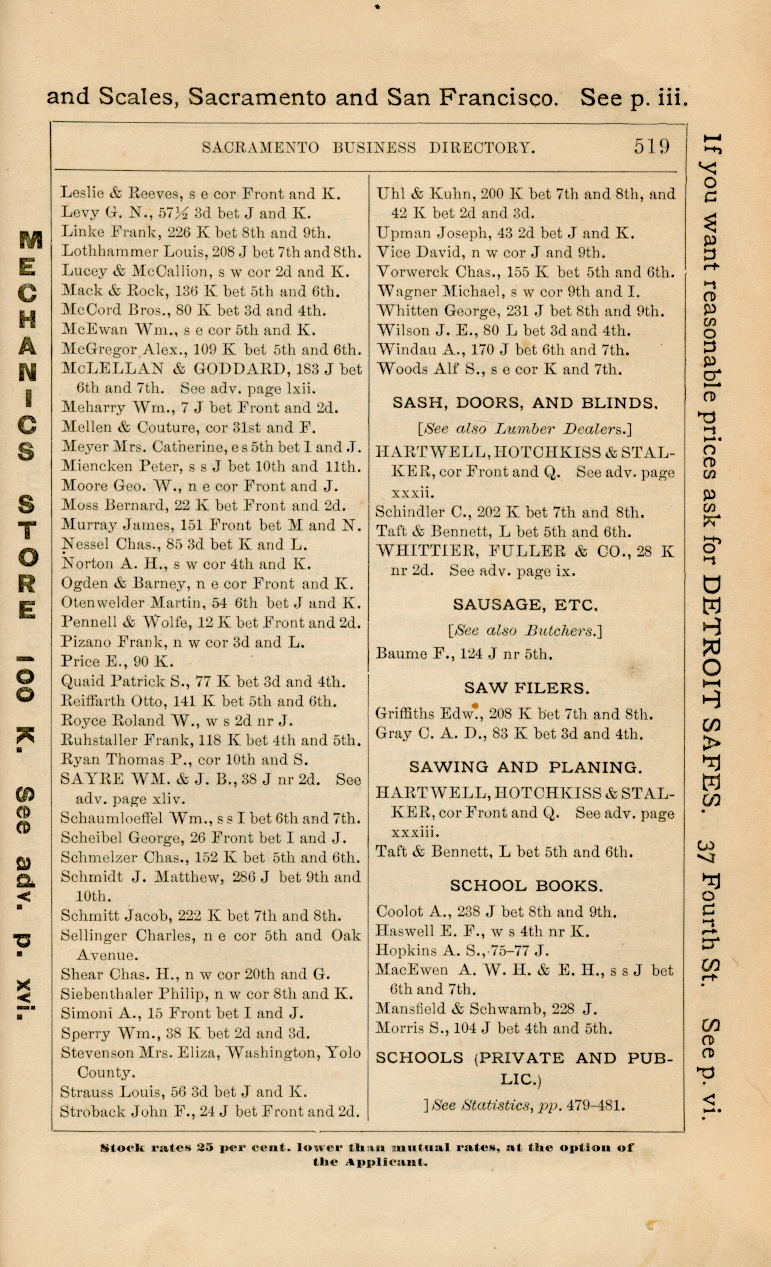 and Scales, Sacramento and San Francisco. See p. iii.
SACRAMENTO BUSINESS DIRECTORY. 519
Leslie & Reeves, s e cor Front and K.
Levy G. N., 57½ 3d bet J and K.
Linke Frank, 226 K bet 8th and 9th.
Lothhammer Louis, 208 J bet 7th and 8th.
Lucey & McCallion, s w cor 2d and K.
Mack & Rock, 136 K bet 5th and 6th.
McCord Bros., 80 K bet 3d and 4th.
McEwan Wm., s e cor 5th and K.
McGregor Alex., 109 K bet 5th and 6th.
McLELLAN & GODDARD, 183 J bet
6th and 7th. See adv. page lxii.
Meharry Wm., 7 J bet Front and 2d.
Mellen & Couture, cor 31st and F.
Meyer Mrs. Catherine, e s 5th bet I and J.
Miencken Peter, s s J bet 10th and 11th.
Moore Geo. W., n e cor Front and J.
Moss Bernard, 22 K bet Front and 2d.
Murray James, 151 Front bet M and N.
Nessel Chas., 85 3d bet K and L.
Norton A. H., s w cor 4th and K.
Ogden & Barney, n e cor Front and K.
Otenwelder Martin, 54 6th bet J and K.
Pennell & Wolfe, 12 K bet Front and 2d.
Pizano Frank, n w cor 3d and L.
Price E., 90 K.
Quaid Patrick S., 77 K bet 3d and 4th.
Reiffarth Otto, 141 K bet 5th and 6th.
Royce Roland W., w s 2d nr J.
Ruhstaller Frank, 118 K bet 4th and 5th.
Ryan Thomas P., cor 10th and S.
SAYRE WM. & J. B., 38 J nr 2d. See
adv. page xliv.
Schaumloeffel Wm., s s I bet 6th and 7th.
Scheibel George, 26 Front bet I and J.
Schmelzer Chas., 152 K bet 5th and 6th.
Schmidt J. Matthew, 286 J bet 9th and
10th.
Schmitt Jacob, 222 K bet 7th and 8th.
Sellinger Charles, n e cor 5th and Oak
Avenue.
Shear Chas. H., n w cor 20th and G.
Siebenthaler Philip, n w cor 8th and K.
Simoni A., 15 Front bet I and J.
Sperry Wm., 38 K bet 2d and 3d.
Stevenson Mrs. Eliza, Washington, Yolo
County.
Strauss Louis, 56 3d bet J and K.
Stroback John F., 24 J bet Front and 2d.
Uhl & Kuhn, 200 K bet 7th and 8th, and
42 K bet 2d and 3d.
Upman Joseph, 43 2d bet J and K.
Vice David, n w cor J and 9th.
Vorwerck Chas., 155 K bet 5th and 6th.
Wagner Michael, s w cor 9th and I.
Whitten George, 231 J bet 8th and 9th.
Wilson J. E., 80 L bet 3d and 4th.
Windau A., 170 J bet 6th and 7th.
Woods Alf S., s e cor K and 7th.
SASH, DOORS, AND BLINDS.
[See also Lumber Dealers.]
HARTWELL, HOTCHKISS & STAL-
KER, cor Front and Q. See adv. page
xxxii.
Schindler C., 202 K bet 7th and 8th.
Taft & Bennett, L bet 5th and 6th.
WHITTIER, FULLER & CO., 28 K
nr 2d. See adv. page ix.
SAUSAGE, ETC.
[See also Butchers.]
Baume F., 124 J nr 5th.
SAW FILERS.
Griffiths Edw., 208 K bet 7th and 8th.
Gray C. A. D., 83 K bet 3d and 4th.
SAWING AND PLANING.
HARTWELL, HOTCHKISS & STAL-
KER, cor Front and Q. See adv. page
xxxiii.
Taft & Bennett, L bet 5th and 6th.
SCHOOL BOOKS.
Coolot A., 238 J bet 8th and 9th.
Haswell E. F., w s 4th nr K.
Hopkins A. S., 75-77 J.
MacEwen A. W. H. & E. H., s s J bet
6th and 7th.
Mansfield & Schwamb, 228 J.
Morris S., 104 J bet 4th and 5th.
SCHOOLS (PRIVATE AND PUB-
LIC.)
]See Statistics, pp. 479-481.
Stock rates 25 per cent. lower than mutual rates, at the option of
the Applicant.
MECHANICS STORE 100 K. See adv. p. xvi.
If you want reasonable prices ask for DETROIT SAFES. 37 Fourth St. See p. vi.